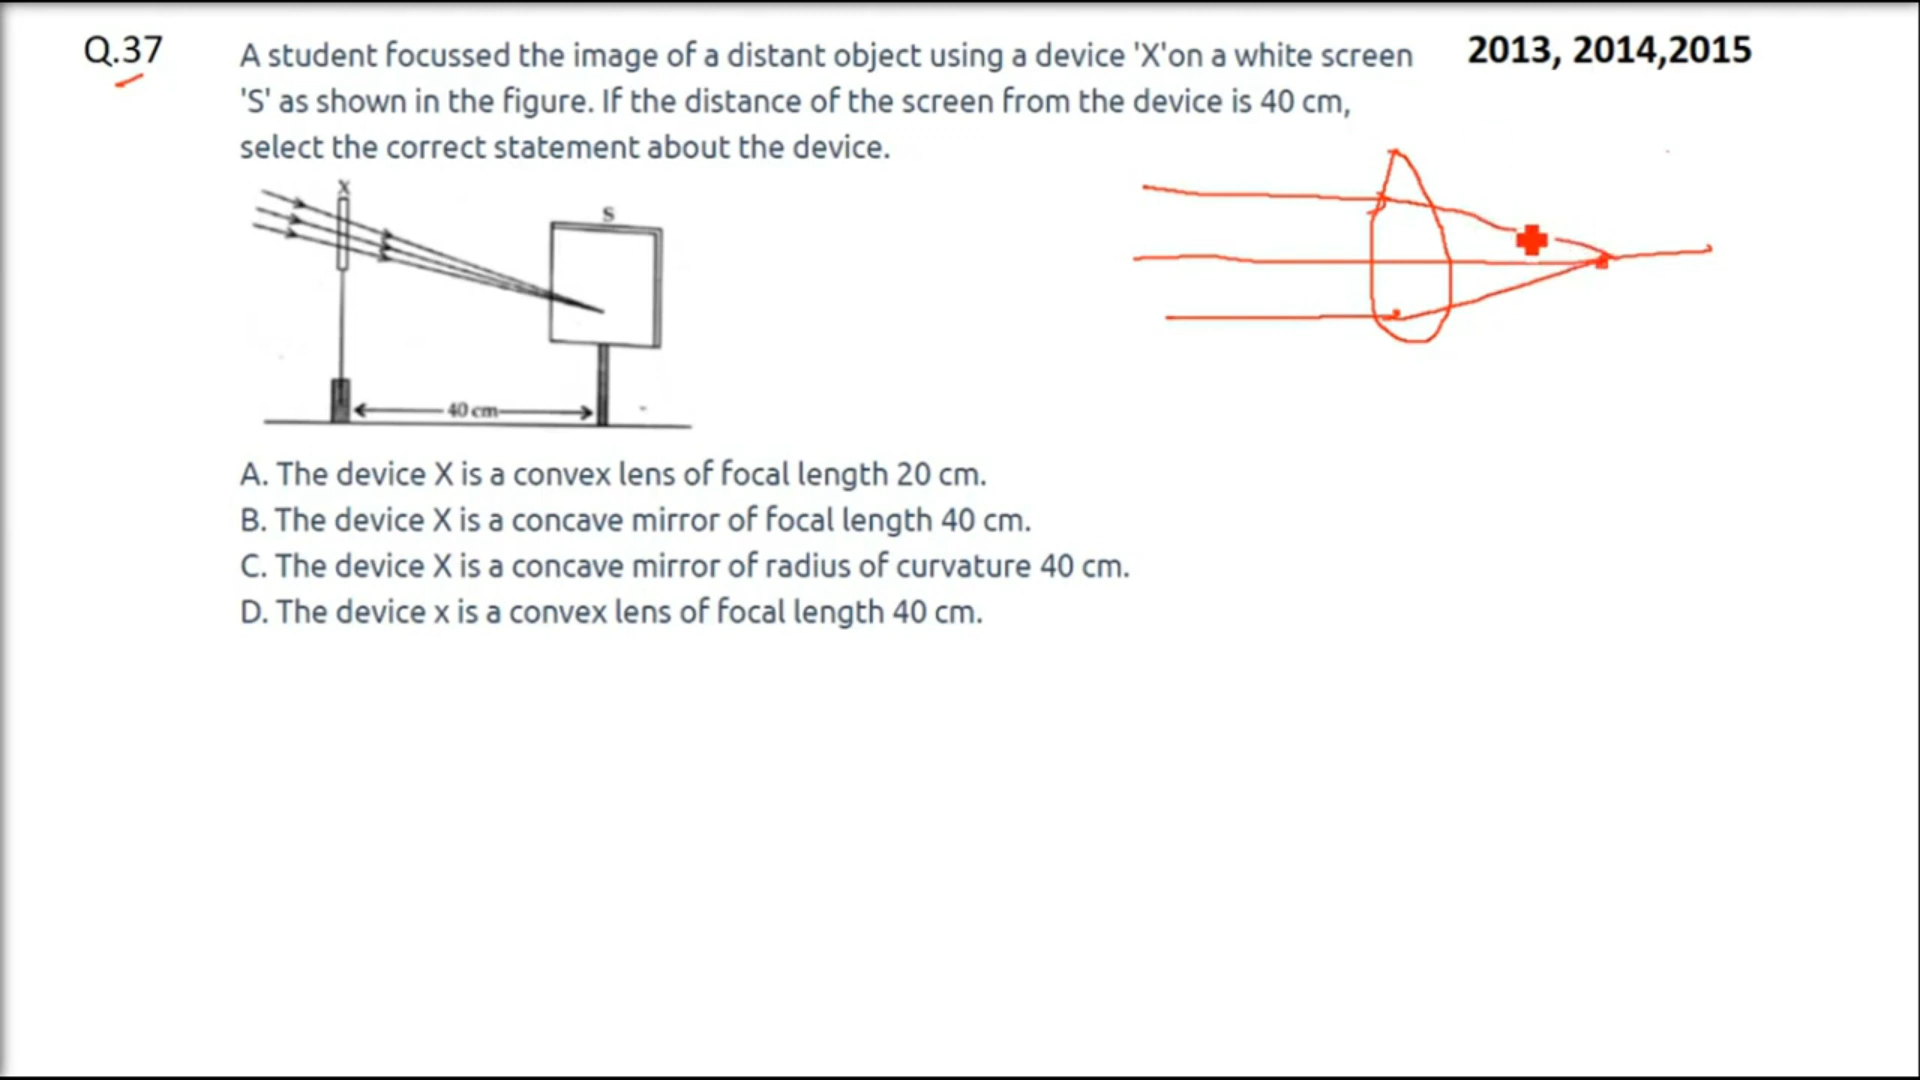 Q.37
A student focussed the image of a distant object using a device 'X'on a white screen
'S' as shown in the figure. If the distance of the screen from the device is 40 cm,
select the correct statement about the device.
2013, 2014,2015
X
S
40 cm
A. The device X is a convex lens of focal length 20 cm.
B. The device X is a concave mirror of focal length 40 cm.
C. The device X is a concave mirror of radius of curvature 40 cm.
D. The device x is a convex lens of focal length 40 cm.